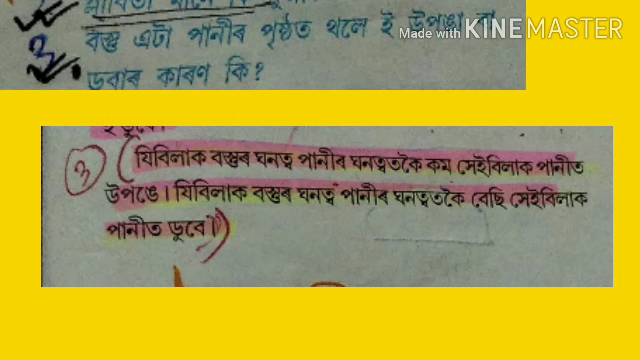 প্লাবিতা মানে কি
Made with KINEMASTER
বস্তু এটা পানীৰ পৃষ্ঠত থলে ই উপঙা বা
3. ডুবাৰ কাৰণ কি?
3 (যিবিলাক বস্তুৰ ঘনত্ব পানীৰ ঘনত্বতকৈ কম সেইবিলাক পানীত
উপঙে। যিবিলাক বস্তুৰ ঘনত্ব পানীৰ ঘনত্বতকৈ বেছি সেইবিলাক
পানীত ডুবে।)